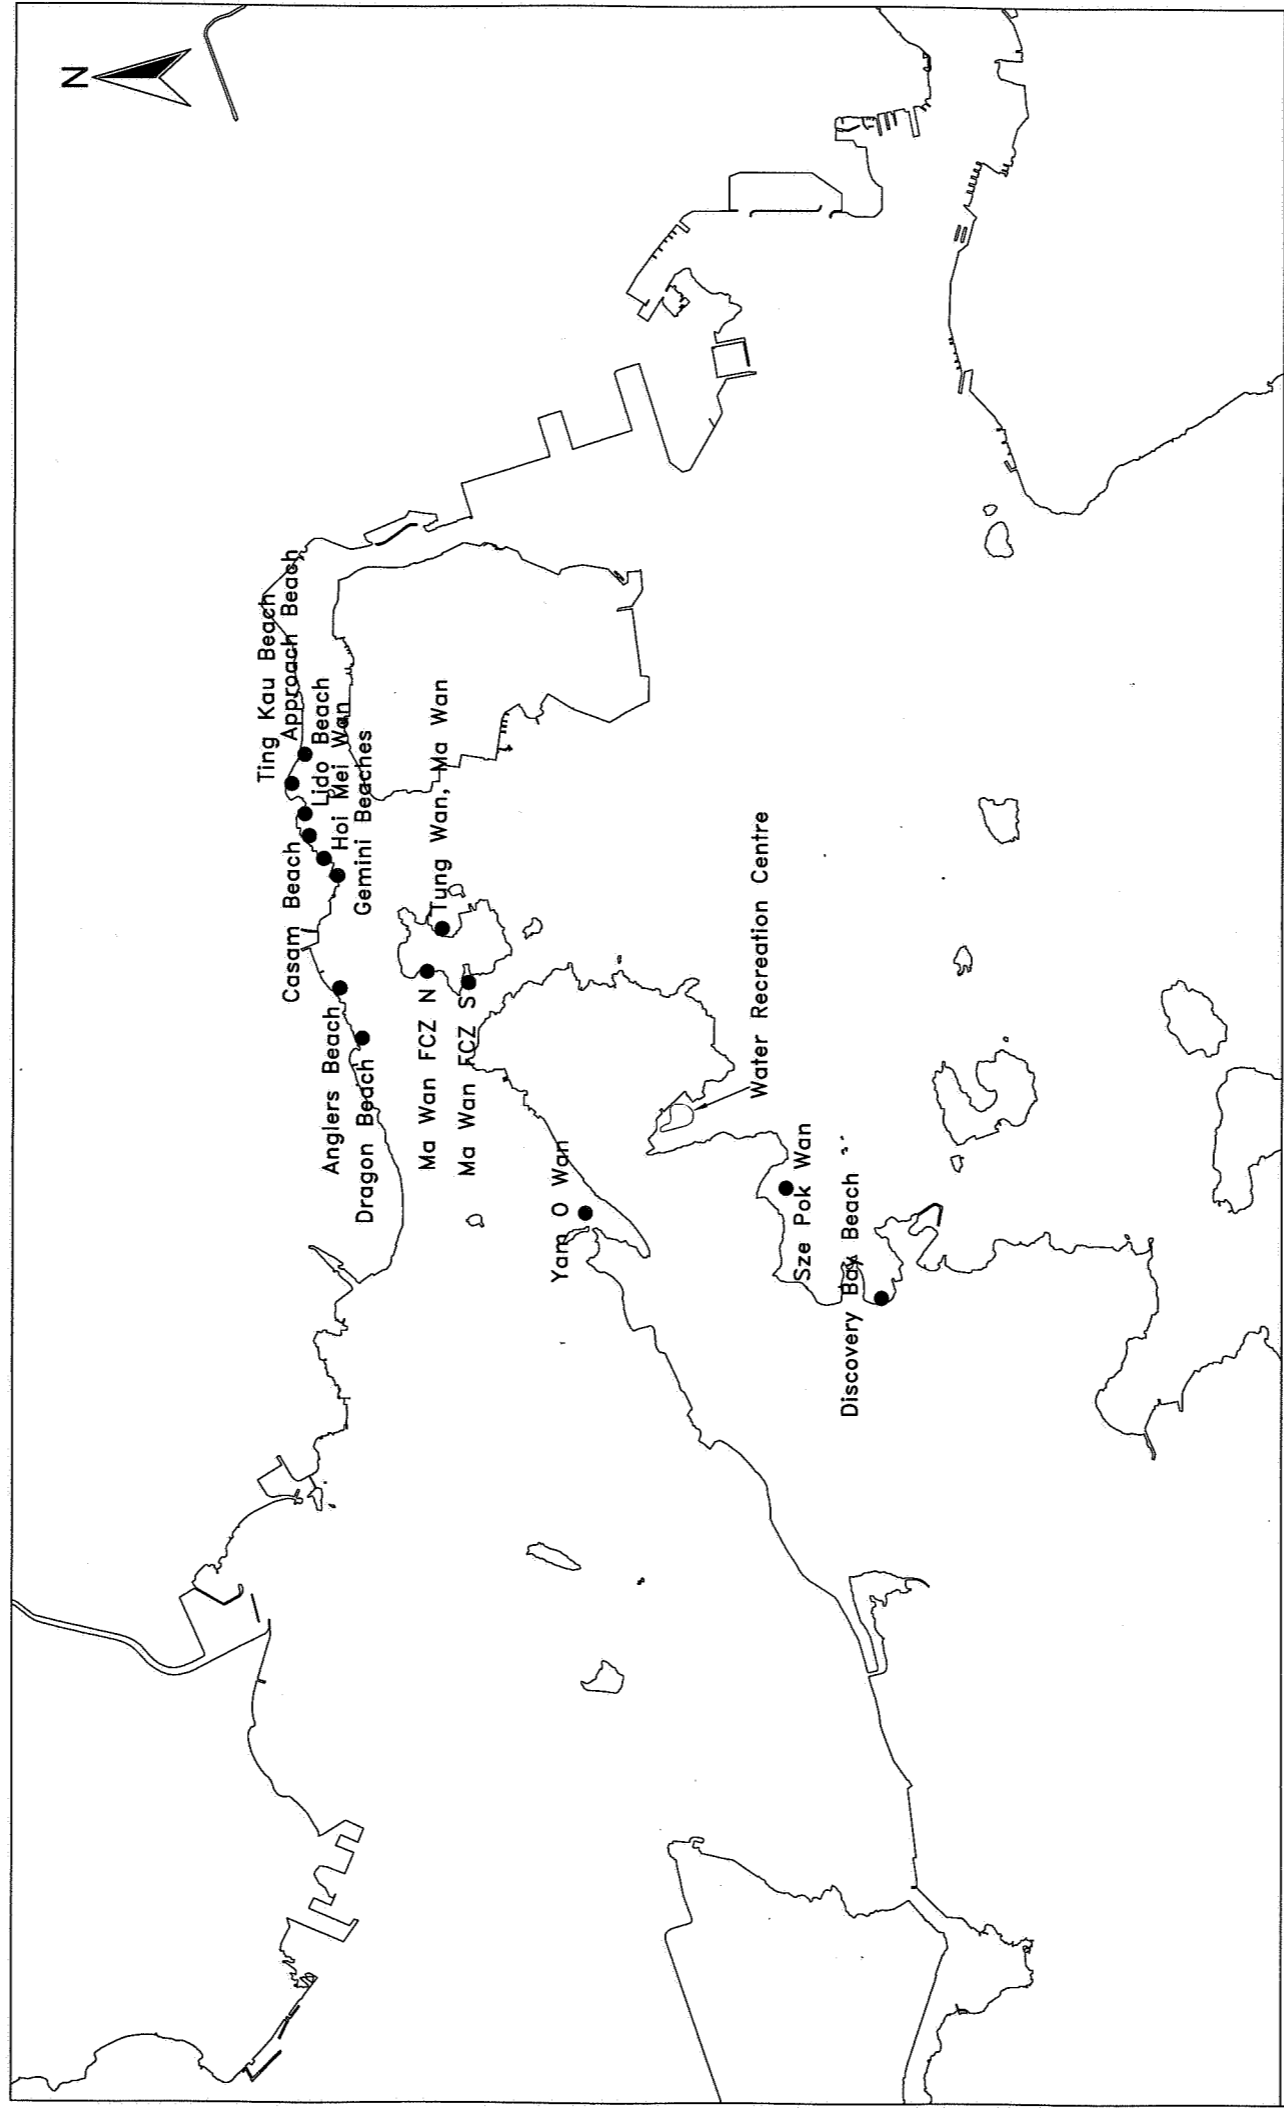 N
Ting Kau Beach
Approach Beach
Lido Beach
Hoi Mei Wan
Gemini Beaches
Casam Beach
Anglers Beach
Dragon Beach
Tung Wan, Ma Wan
Ma Wan FCZ N
Ma Wan FCZ S
Yam O Wan
Water Recreation Centre
Sze Pok Wan
Discovery Bay Beach